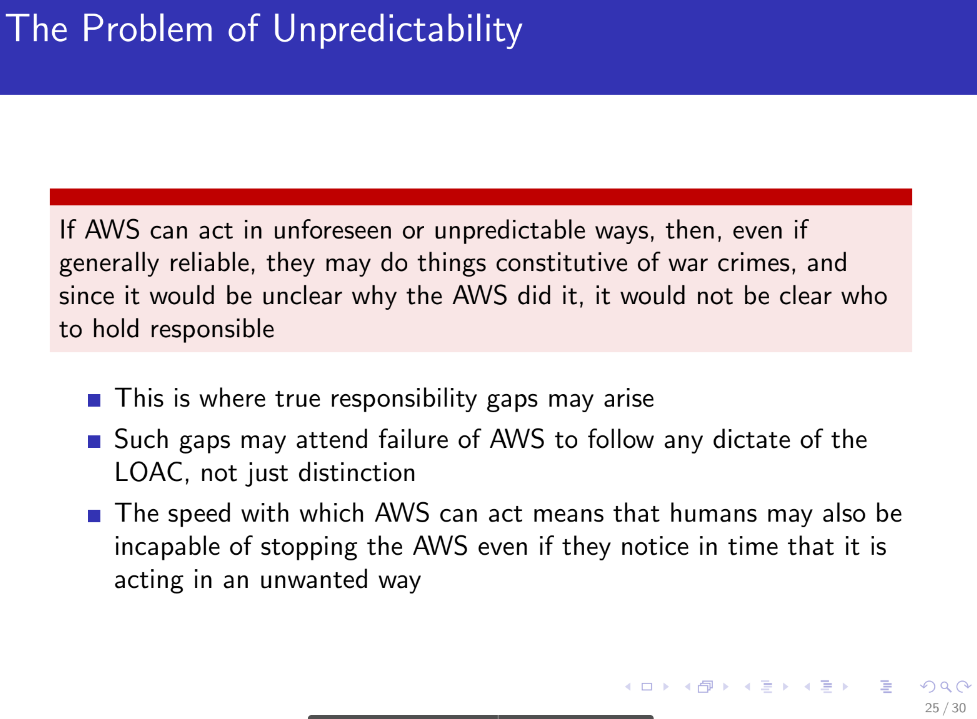 The Problem of Unpredictability
If AWS can act in unforeseen or unpredictable ways, then, even if
generally reliable, they may do things constitutive of war crimes, and
since it would be unclear why the AWS did it, it would not be clear who
to hold responsible
This is where true responsibility gaps may arise
Such gaps may attend failure of AWS to follow any dictate of the
LOAC, not just distinction
The speed with which AWS can act means that humans may also be
incapable of stopping the AWS even if they notice in time that it is
acting in an unwanted way
25 / 30